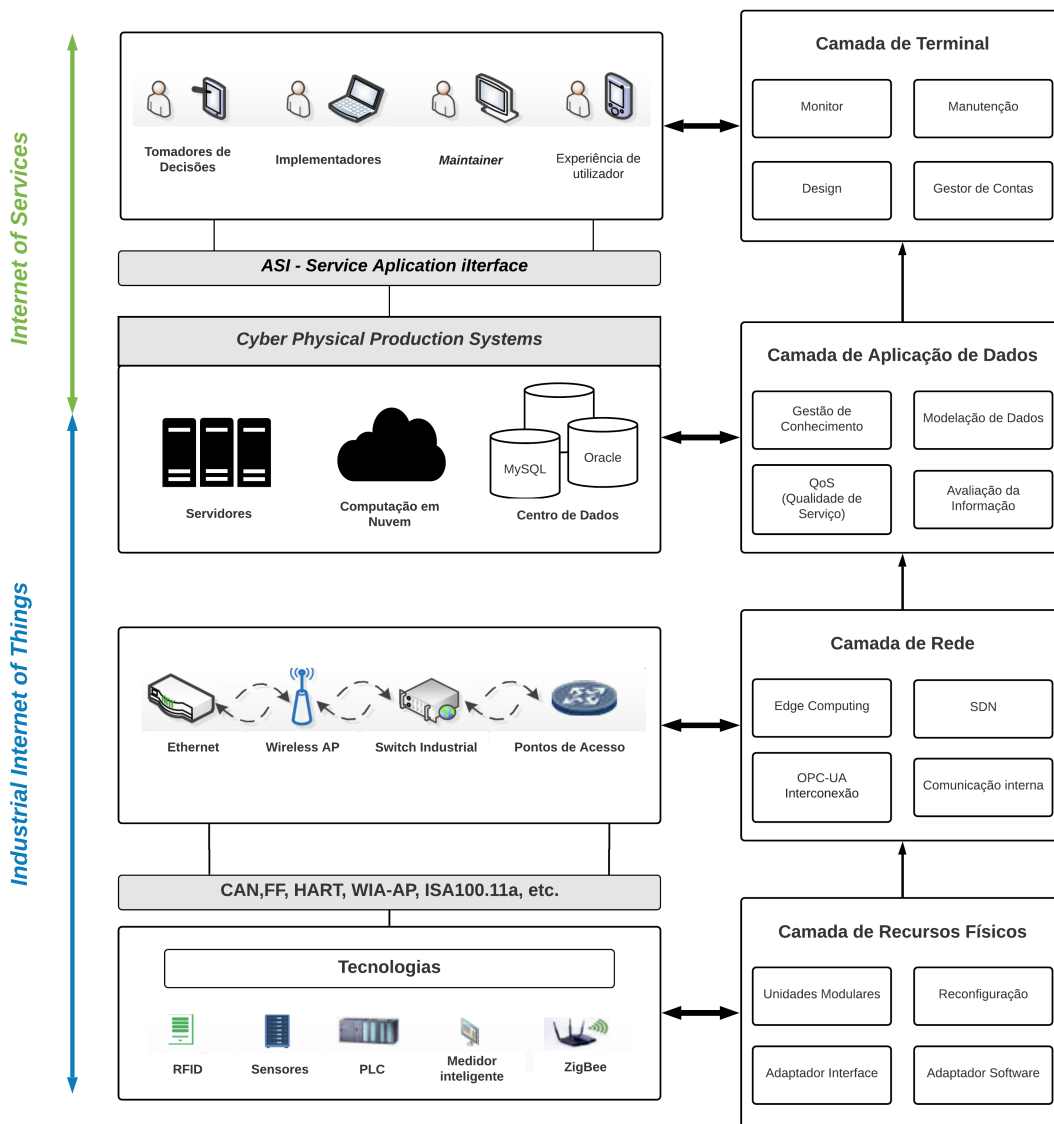 Internet of Services
Industrial Internet of Things
Tomadores de
Decisões
Implementadores
Maintainer
Experiência de
utilizador
ASI - Service Aplication iIterface
Cyber Physical Production Systems
Servidores
Computação em
Nuvem
MySQL
Oracle
Centro de Dados
Ethernet
Wireless AP
Switch Industrial
Pontos de Acesso
CAN,FF, HART, WIA-AP, ISA100.11a, etc.
Tecnologias
RFID
Sensores
PLC
Medidor
inteligente
ZigBee
Camada de Terminal
Monitor
Manutenção
Design
Gestor de Contas
Camada de Aplicação de Dados
Gestão de
Conhecimento
Modelação de Dados
QoS
(Qualidade de
Serviço)
Avaliação da
Informação
Camada de Rede
Edge Computing
SDN
OPC-UA
Interconexão
Comunicação interna
Camada de Recursos Físicos
Unidades Modulares
Reconfiguração
Adaptador Interface
Adaptador Software